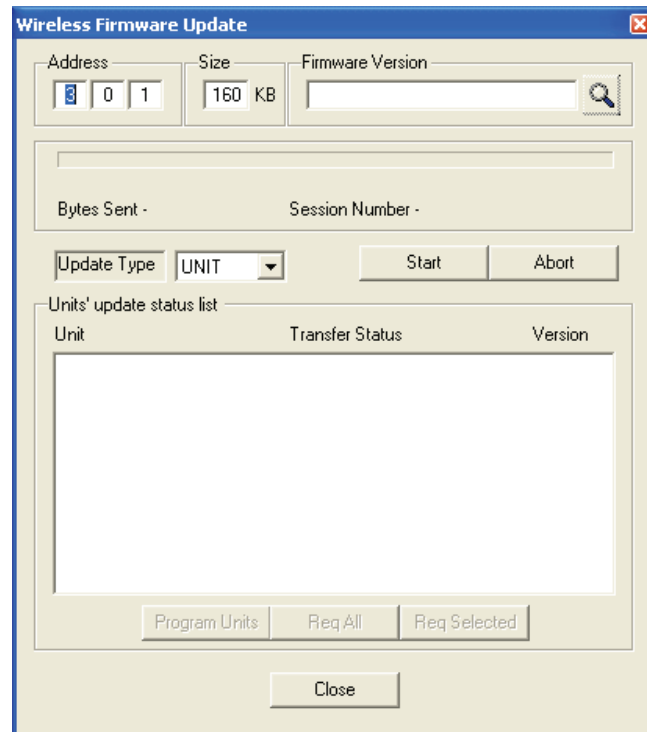 Wireless Firmware Update
Address Size Firmware Version
3 0 1 160 KB
Bytes Sent - Session Number -
Update Type UNIT Start Abort
Units' update status list
Unit Transfer Status Version
Program Units Req All Req Selected
Close